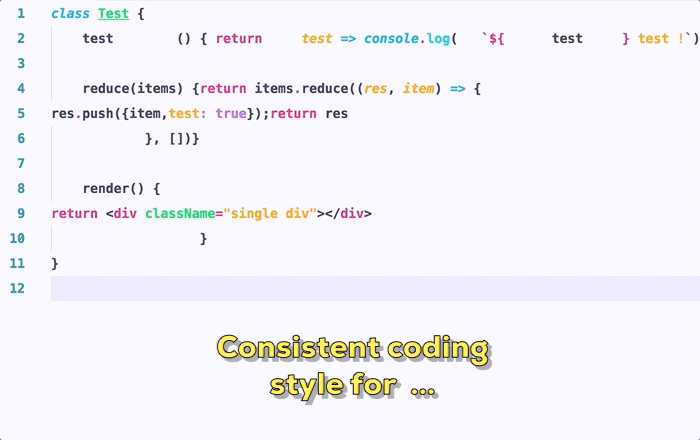 1 class Test {
2     test        () { return     test => console.log(   `${      test     } test !`)
3
4     reduce(items) {return items.reduce((res, item) => {
5 res.push({item,test: true});return res
6             }, [])}
7
8     render() {
9 return <div className="single div"></div>
10                    }
11 }
12
Consistent coding
style for ...